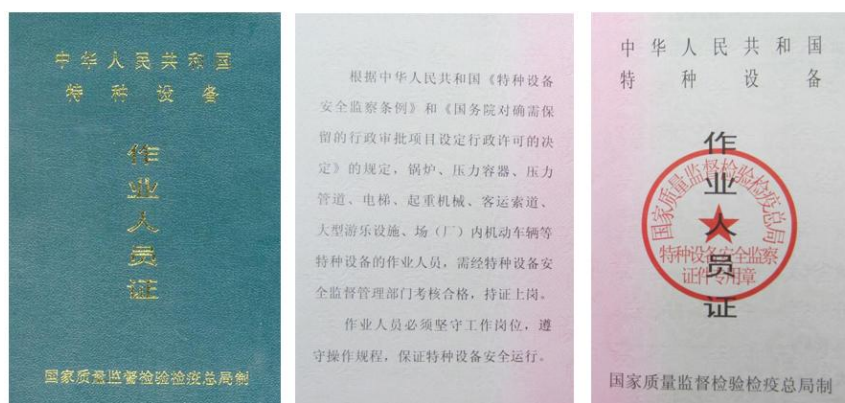 中华人民共和国
特种设备
作业人员证
国家质量监督检验检疫总局制
根据中华人民共和国《特种设备
安全监察条例》和《国务院对确需保
留的行政审批项目设定行政许可的决
定》的规定，锅炉、压力容器、压力
管道、电梯、起重机械、客运索道、
大型游乐设施、场（厂）内机动车辆等
特种设备的作业人员，需经特种设备安
全监督管理部门考核合格，持证上岗。
作业人员必须坚守工作岗位，遵
守操作规程，保证特种设备安全运行。
中华人民共和国
特种设备
作业人员证
国家质量监督检验检疫总局
特种设备安全监察
证件专用章
国家质量监督检验检疫总局制